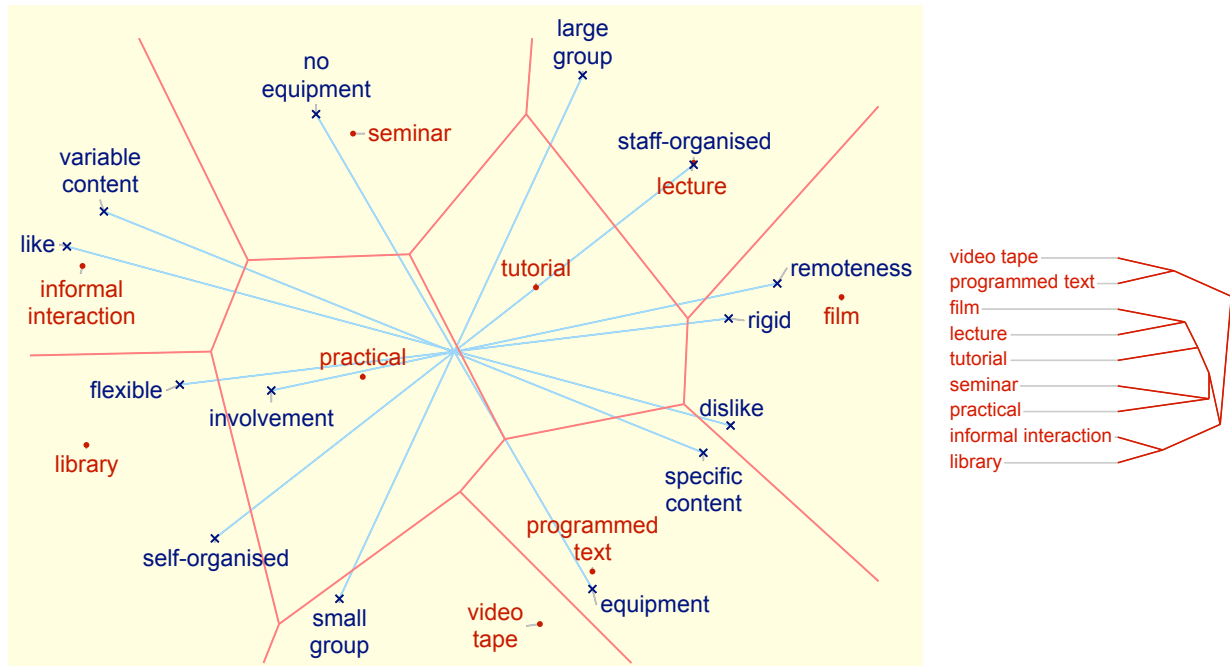 large
group
no
equipment
seminar
staff-organised
lecture
variable
content
like
informal
interaction
tutorial
remoteness
film
rigid
practical
flexible
involvement
dislike
library
specific
content
programmed
text
self-organised
equipment
small
group
video
tape
video tape
programmed text
film
lecture
tutorial
seminar
practical
informal interaction
library